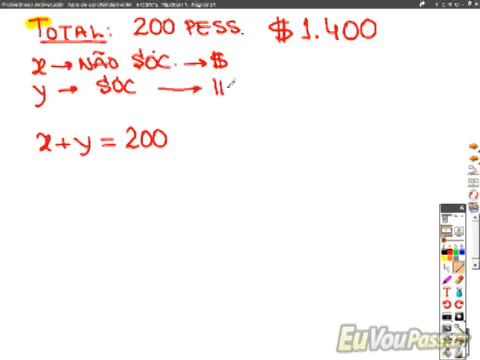 TOTAL: 200 PESS. $ 1.400
x → NÃO SÓC. → $
y → SÓC → 11
x + y = 200
EuVouPassar